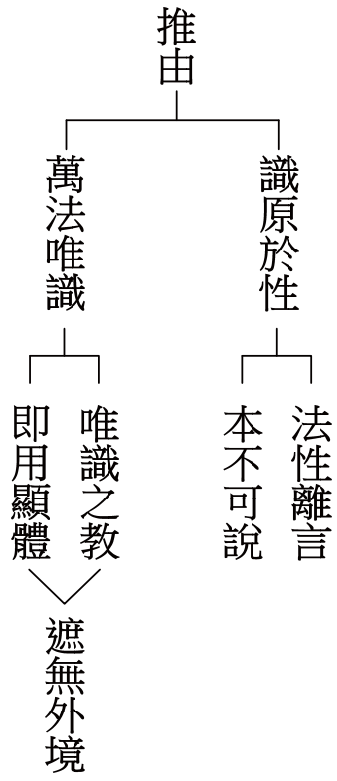 推由
識原於性
法性離言
本不可說
萬法唯識
唯識之教
即用顯體
遮無外境